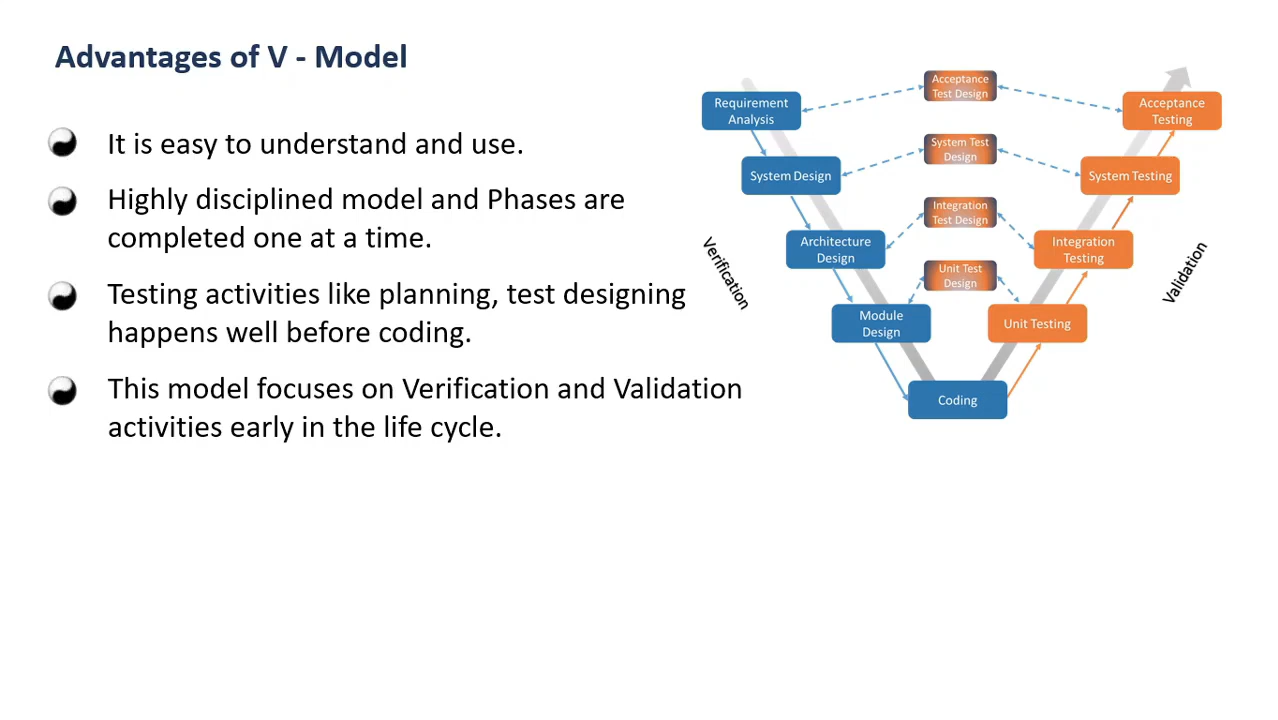 Advantages of V - Model
It is easy to understand and use.
Highly disciplined model and Phases are
completed one at a time.
Testing activities like planning, test designing
happens well before coding.
This model focuses on Verification and Validation
activities early in the life cycle.
Requirement
Analysis
Acceptance
Test Design
Acceptance
Testing
System Design
System Test
Design
System Testing
Architecture
Design
Integration
Test Design
Integration
Testing
Module
Design
Unit Test
Design
Unit Testing
Coding
Verification
Validation